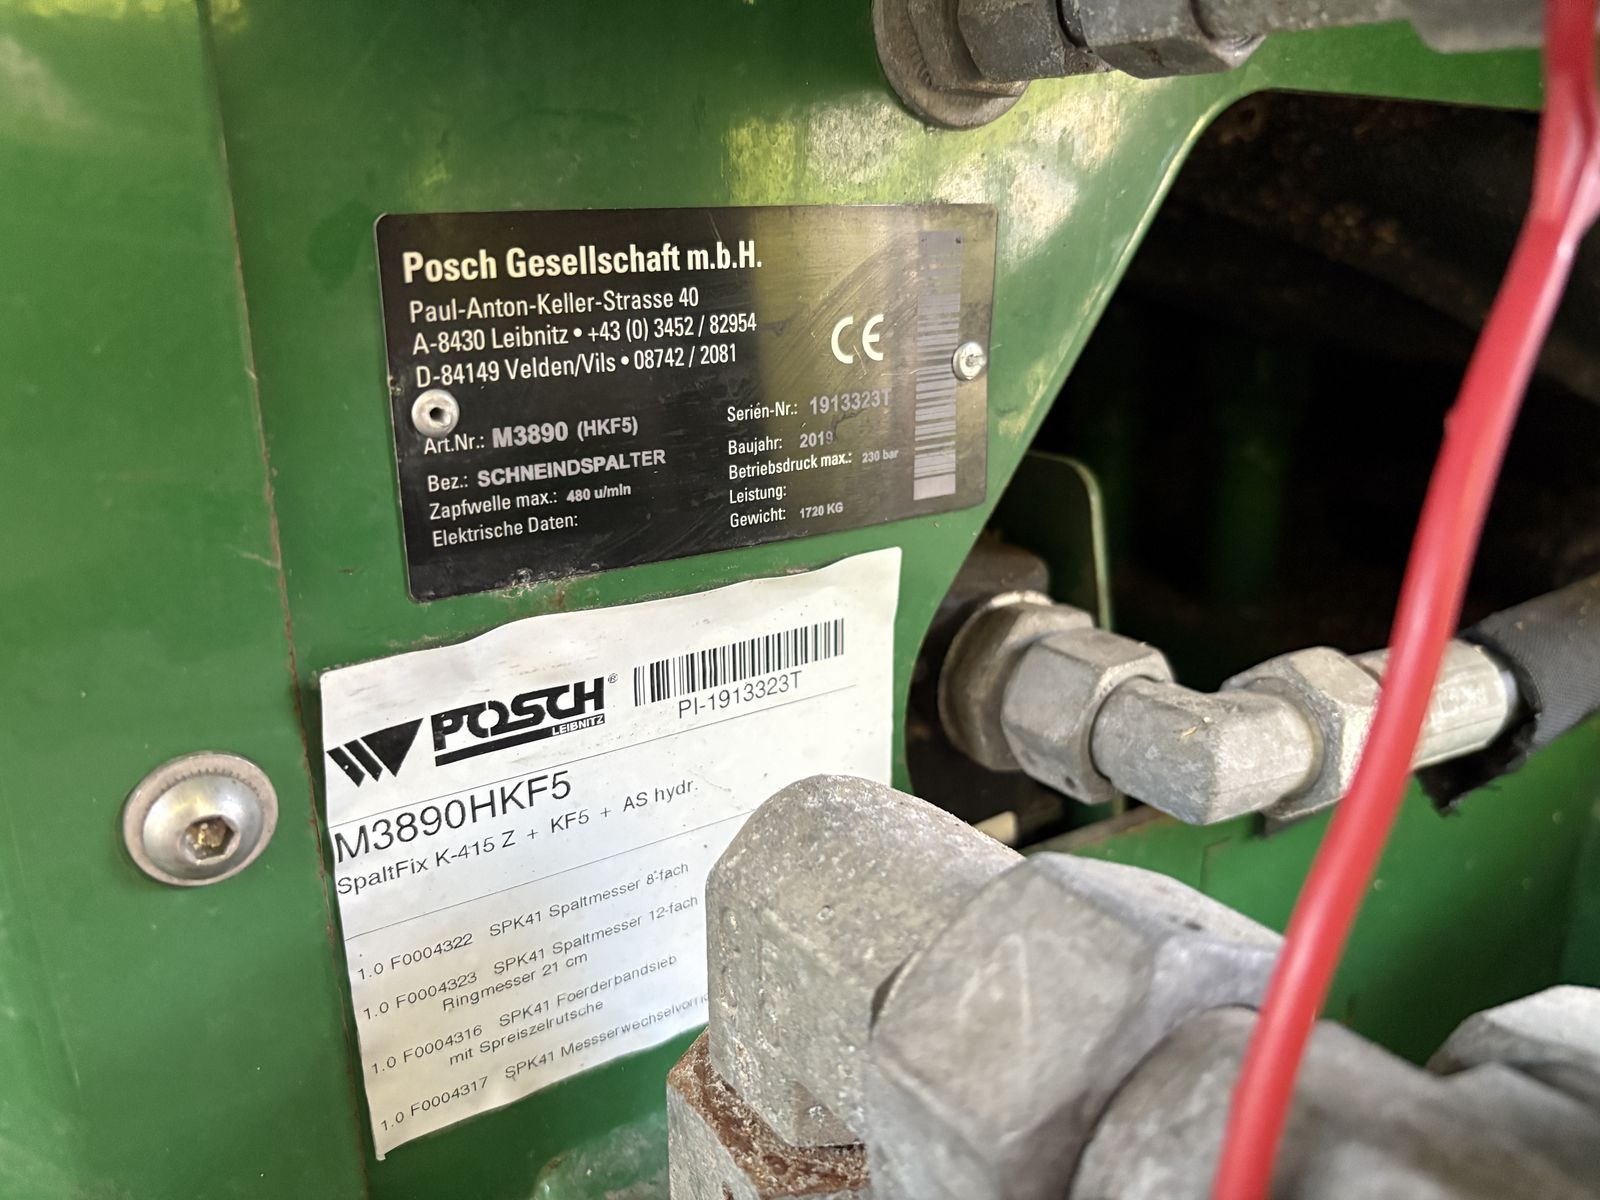 Posch Gesellschaft m.b.H.
Paul-Anton-Keller-Strasse 40
A-8430 Leibnitz • +43 (0) 3452 / 82954
D-84149 Velden/Vils • 08742 / 2081
CE
Art.Nr.: M3890 (HKF5)
Bez.: SCHNEINDSPALTER
Zapfwelle max.: 480 u/mIn
Elektrische Daten:
Serien-Nr.: 1913323T
Baujahr: 2019
Betriebsdruck max.: 230 bar
Leistung:
Gewicht: 1720 KG
POSCH®
LEIBNITZ
PI-1913323T
M3890HKF5
SpaltFix K-415 Z + KF5 + AS hydr.
1.0 F0004322 SPK41 Spaltmesser 8-fach
1.0 F0004323 SPK41 Spaltmesser 12-fach
Ringmesser 21 cm
1.0 F0004316 SPK41 Foerderbandsieb
mit Spreiszelrutsche
1.0 F0004317 SPK41